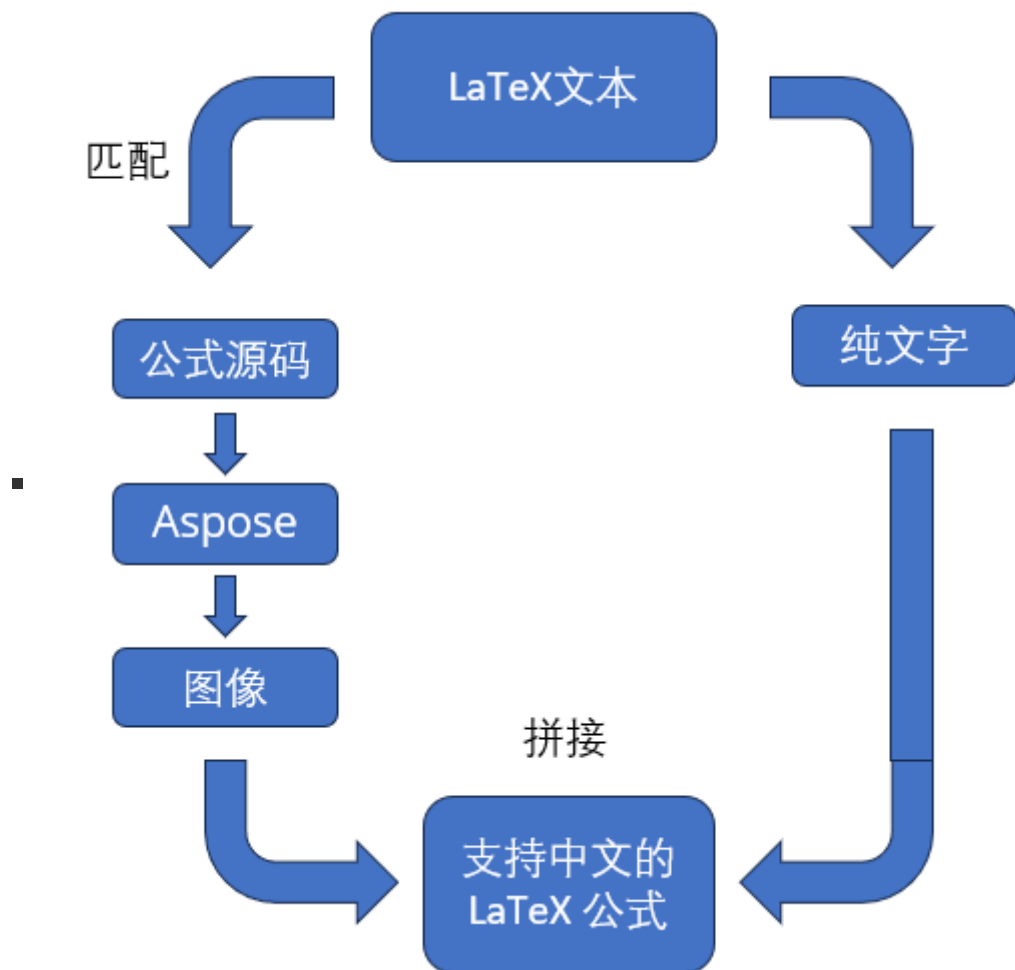 LaTeX文本
匹配
公式源码
纯文字
Aspose
图像
拼接
支持中文的
LaTeX 公式